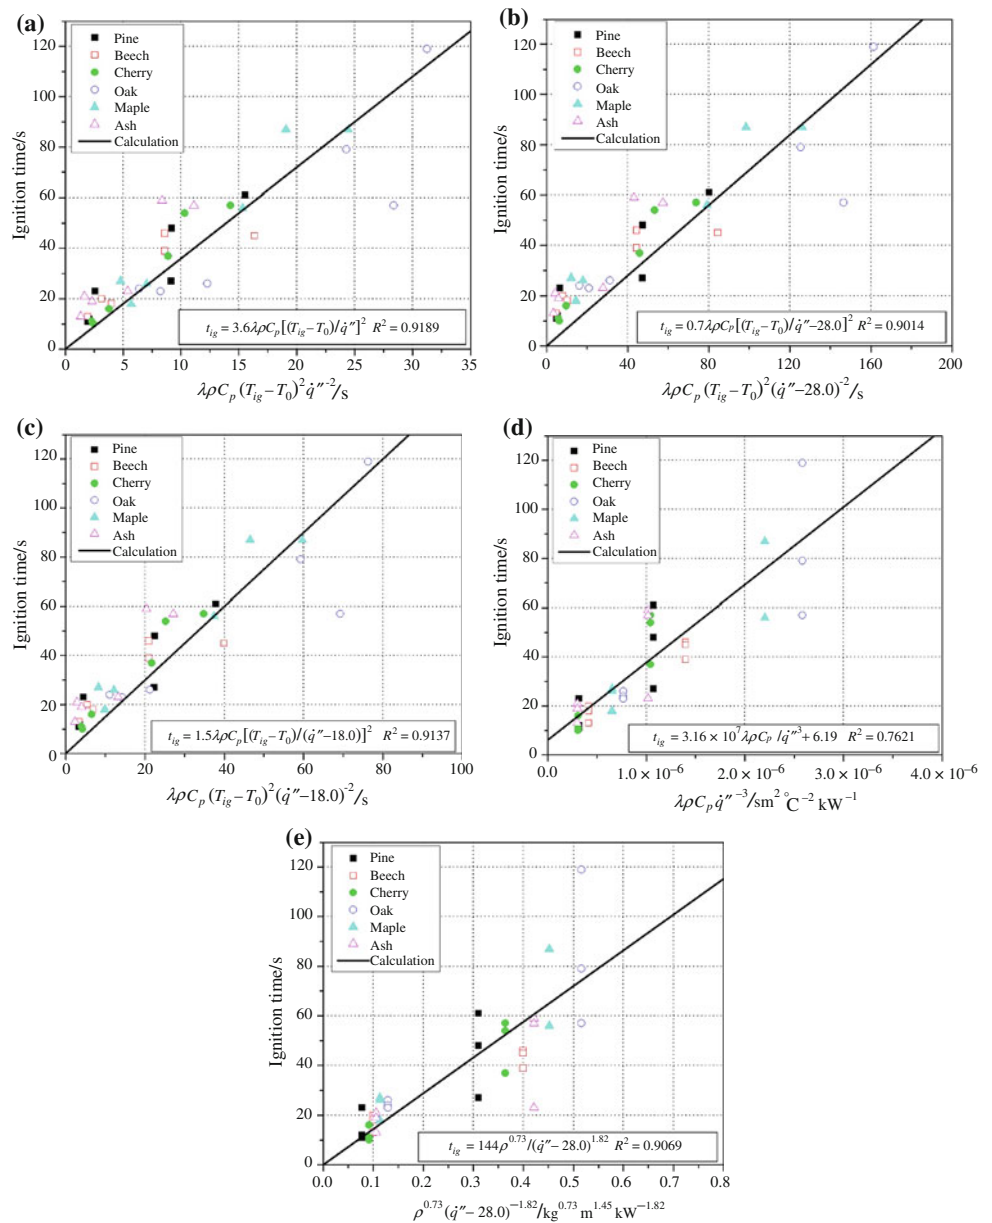 (a)
Ignition time/s
120
100
80
60
40
20
0
Pine
Beech
Cherry
Oak
Maple
Ash
Calculation
t_ig = 3.6λρC_p[(T_ig–T_0)/q̇″]² R² = 0.9189
0 5 10 15 20 25 30 35
λρC_p (T_ig–T_0)² q̇″⁻²/s
(b)
Ignition time/s
120
100
80
60
40
20
0
Pine
Beech
Cherry
Oak
Maple
Ash
Calculation
t_ig = 0.7λρC_p[(T_ig–T_0)/q̇″–28.0]² R² = 0.9014
0 40 80 120 160 200
λρC_p (T_ig–T_0)² (q̇″–28.0)⁻²/s
(c)
Ignition time/s
120
100
80
60
40
20
0
Pine
Beech
Cherry
Oak
Maple
Ash
Calculation
t_ig = 1.5λρC_p[(T_ig–T_0)/(q̇″–18.0)]² R² = 0.9137
0 20 40 60 80 100
λρC_p (T_ig–T_0)² (q̇″–18.0)⁻²/s
(d)
Ignition time/s
120
100
80
60
40
20
0
Pine
Beech
Cherry
Oak
Maple
Ash
Calculation
t_ig = 3.16 × 10⁷λρC_p /q̇″³ + 6.19 R² = 0.7621
0.0 1.0 × 10⁻⁶ 2.0 × 10⁻⁶ 3.0 × 10⁻⁶ 4.0 × 10⁻⁶
λρC_p q̇″⁻³/sm² °C⁻² kW⁻¹
(e)
Ignition time/s
120
100
80
60
40
20
0
Pine
Beech
Cherry
Oak
Maple
Ash
Calculation
t_ig = 144ρ^0.73/(q̇″– 28.0)^1.82 R² = 0.9069
0.0 0.1 0.2 0.3 0.4 0.5 0.6 0.7 0.8
ρ^0.73 (q̇″– 28.0)^–1.82/kg^0.73 m^1.45 kW^–1.82